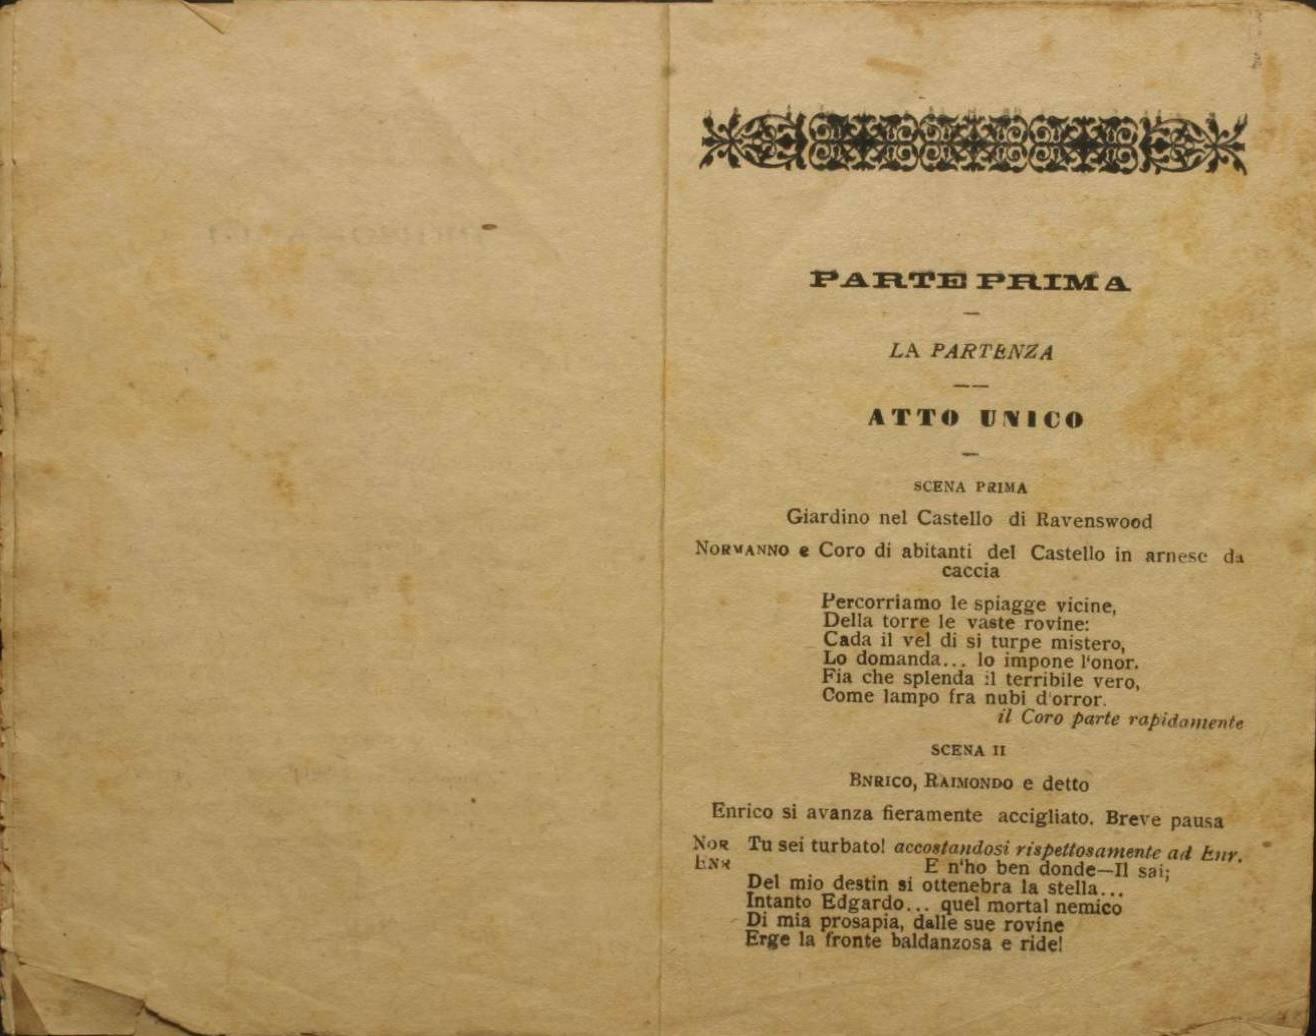 PARTE PRIMA
LA PARTENZA
ATTO UNICO
SCENA PRIMA
Giardino nel Castello di Ravenswood
NORMANNO e Coro di abitanti del Castello in arnese da
caccia
Percorriamo le spiagge vicine,
Della torre le vaste rovine:
Cada il vel di si turpe mistero,
Lo domanda... lo impone l'onor.
Fia che splenda il terribile vero,
Come lampo fra nubi d'orror.
il Coro parte rapidamente
SCENA II
BNRICO, RAIMONDO e detto
Enrico si avanza fieramente accigliato. Breve pausa
NOR Tu sei turbato! accostandosi rispettosamente ad Enr.
ENR E n'ho ben donde—Il sai;
Del mio destin si ottenebra la stella...
Intanto Edgardo... quel mortal nemico
Di mia prosapia, dalle sue rovine
Erge la fronte baldanzosa e ride!